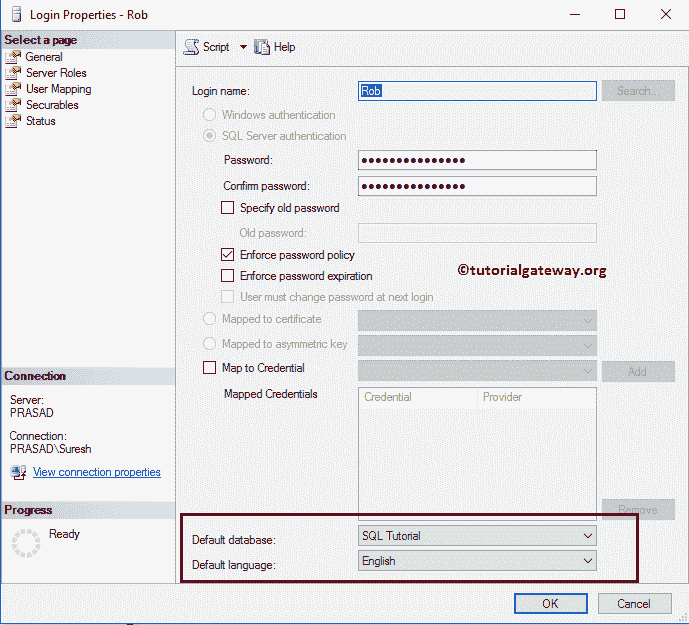 Login Properties - Rob
Select a page
General
Server Roles
User Mapping
Securables
Status
Script
Help
Login name:
Rob
Search...
Windows authentication
SQL Server authentication
Password:
●●●●●●●●●●●●●●●
Confirm password:
●●●●●●●●●●●●●●●
Specify old password
Old password:
Enforce password policy
Enforce password expiration
User must change password at next login
©tutorialgateway.org
Mapped to certificate
Mapped to asymmetric key
Map to Credential
Add
Mapped Credentials
Credential Provider
Remove
Default database:
SQL Tutorial
Default language:
English
Connection
Server:
PRASAD
Connection:
PRASAD\Suresh
View connection properties
Progress
Ready
OK
Cancel